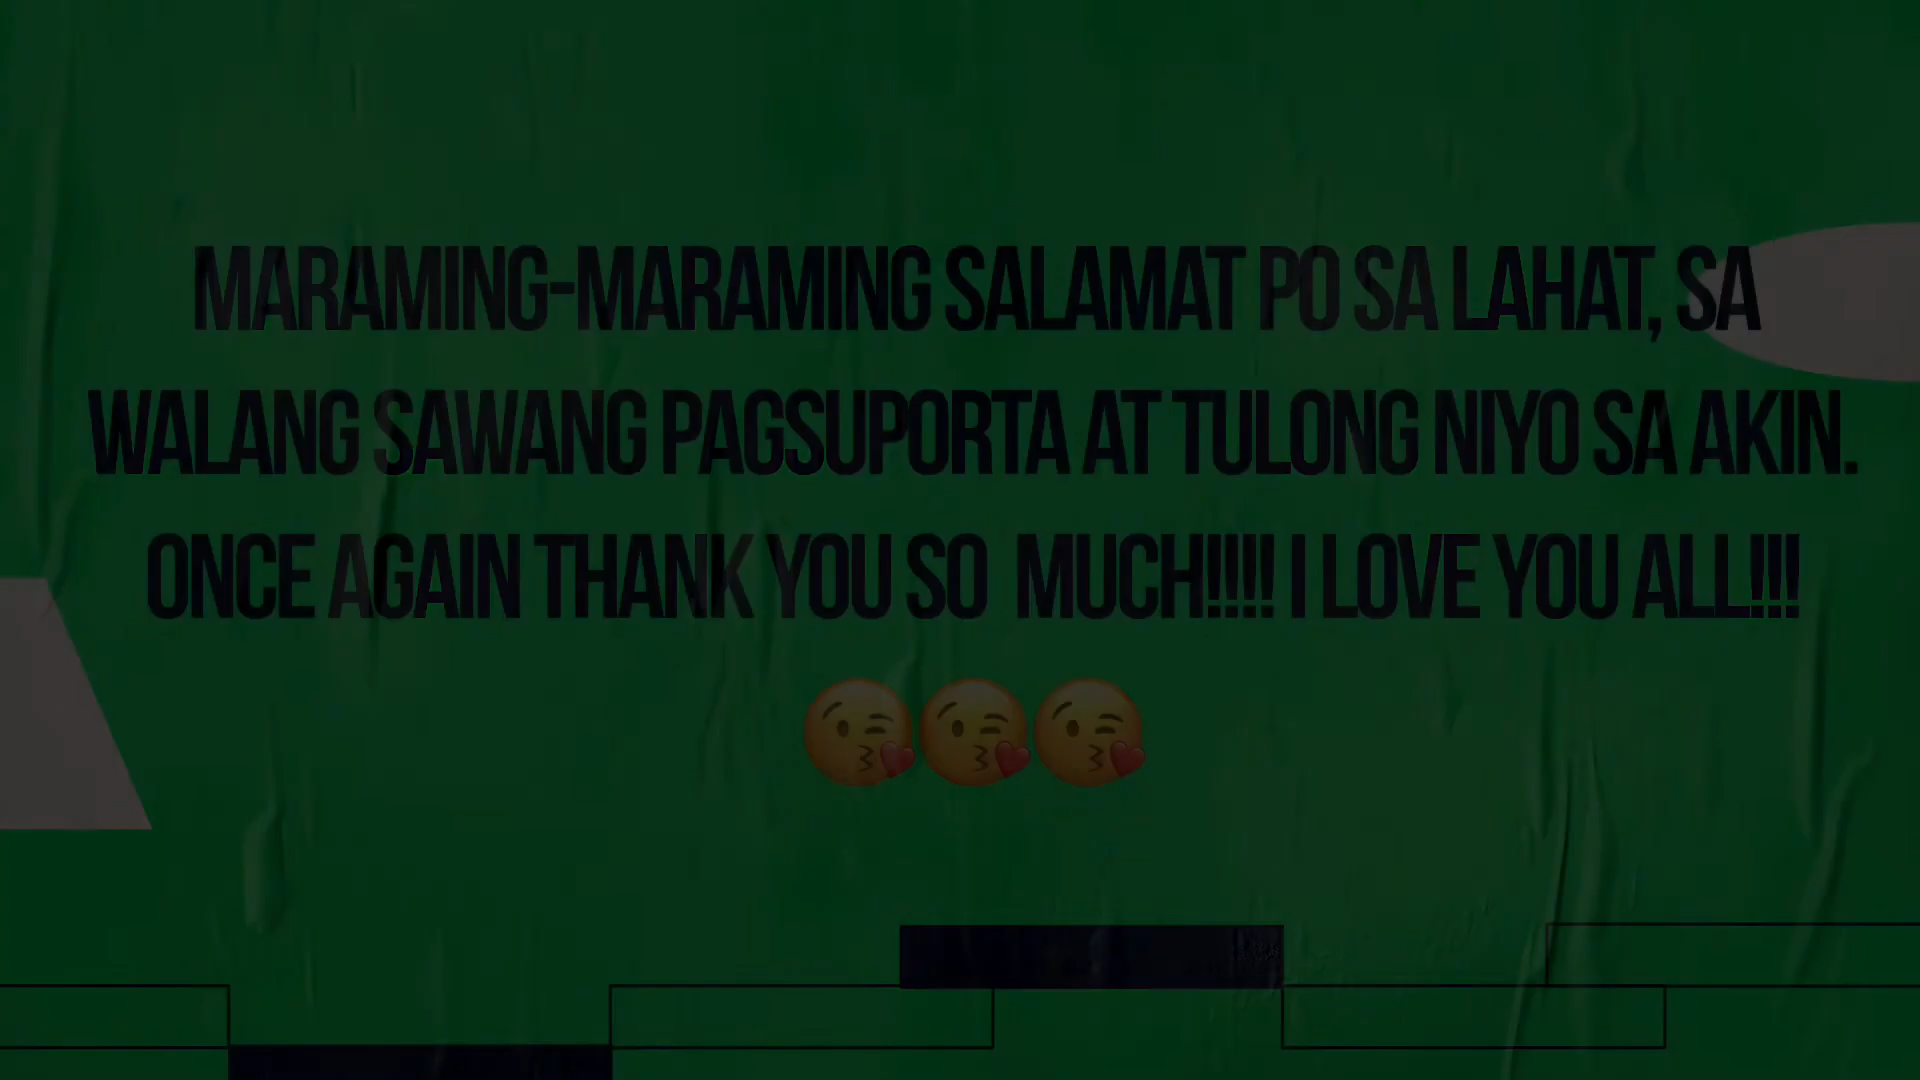 MARAMING-MARAMING SALAMAT PO SA LAHAT, SA
WALANG SAWANG PAGSUPORTA AT TULONG NIYO SA AKIN.
ONCE AGAIN THANK YOU SO MUCH!!!! I LOVE YOU ALL!!!
😘😘😘